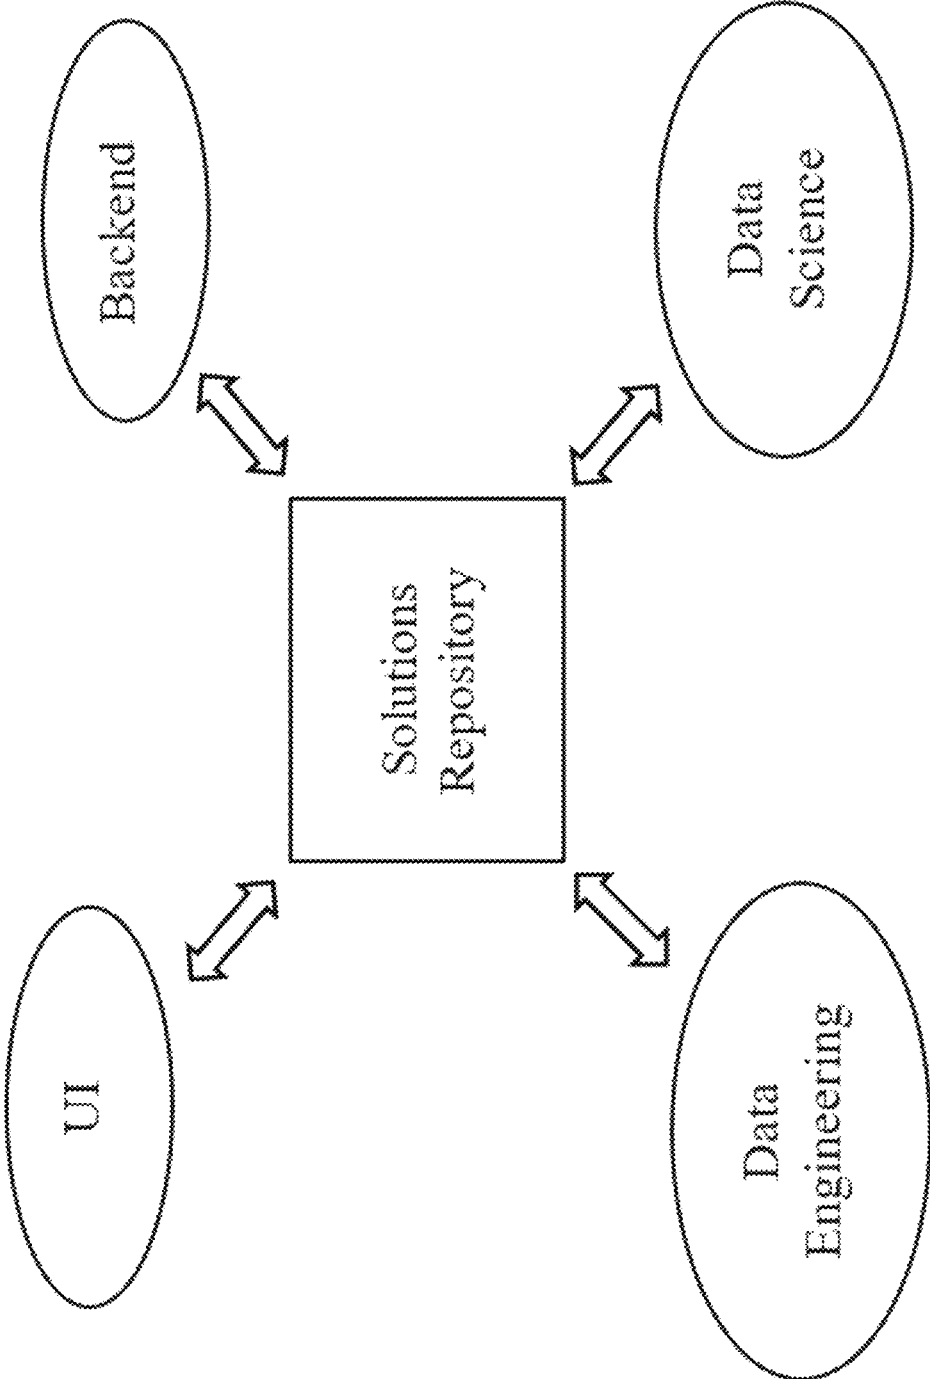 UI
Backend
Solutions
Repository
Data
Engineering
Data
Science